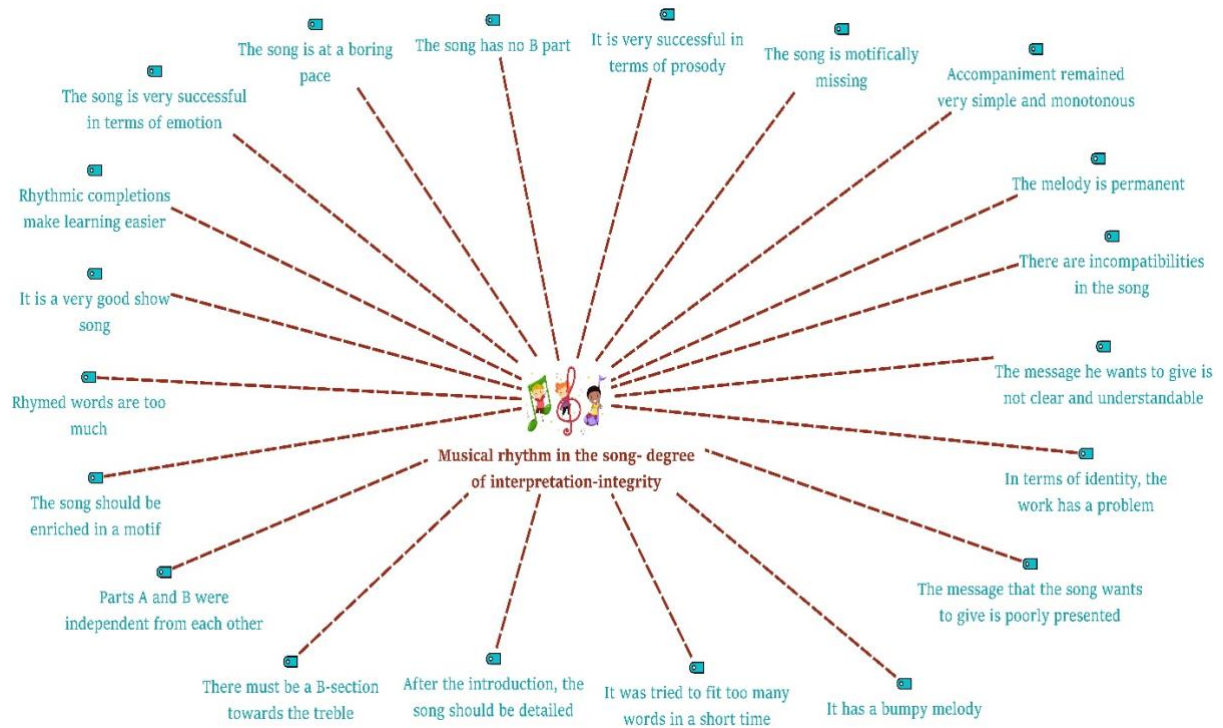 The song is at a boring
pace
The song has no B part
It is very successful in
terms of prosody
The song is motifically
missing
Accompaniment remained
very simple and monotonous
The melody is permanent
There are incompatibilities
in the song
The message he wants to give is
not clear and understandable
In terms of identity, the
work has a problem
The message that the song wants
to give is poorly presented
It has a bumpy melody
It was tried to fit too many
words in a short time
After the introduction, the
song should be detailed
There must be a B-section
towards the treble
Parts A and B were
independent from each other
The song should be
enriched in a motif
Rhymed words are too
much
It is a very good show
song
Rhythmic completions
make learning easier
The song is very successful
in terms of emotion
Musical rhythm in the song- degree
of interpretation-integrity